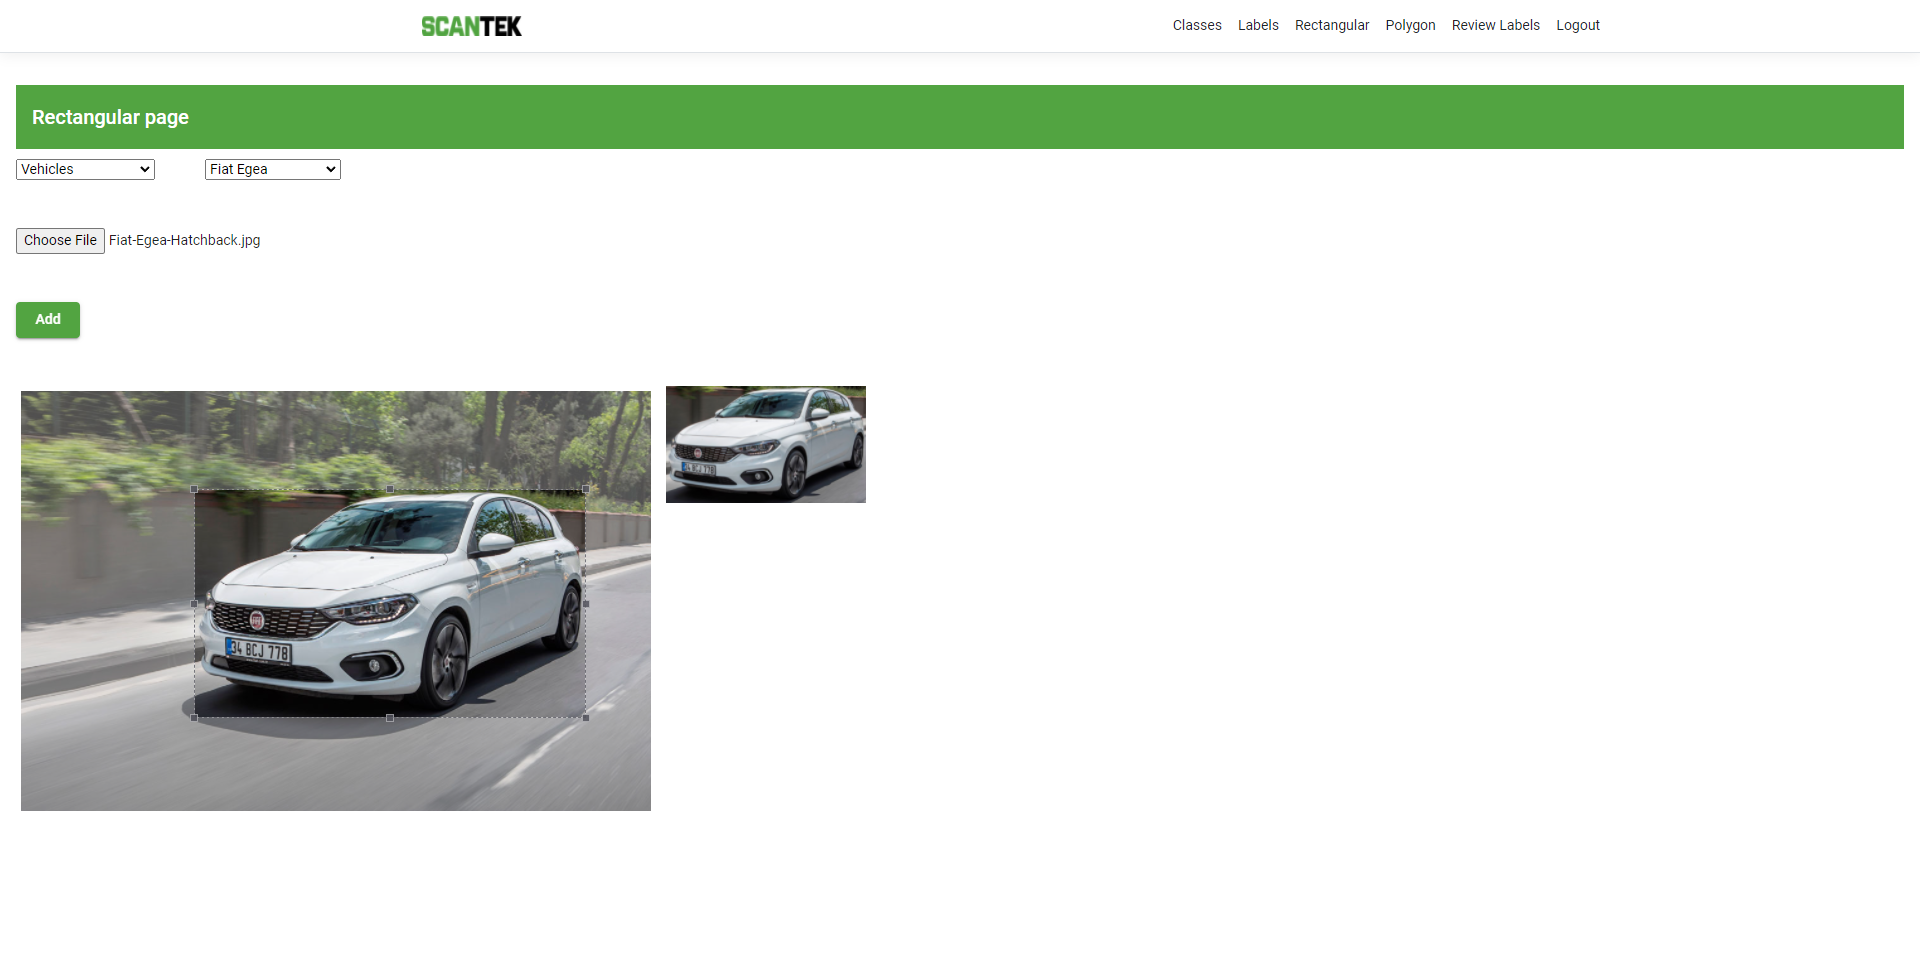 SCANTEK
Classes Labels Rectangular Polygon Review Labels Logout
Rectangular page
Vehicles Fiat Egea
Choose File Fiat-Egea-Hatchback.jpg
Add
34 BCJ 778
34 BCJ 778